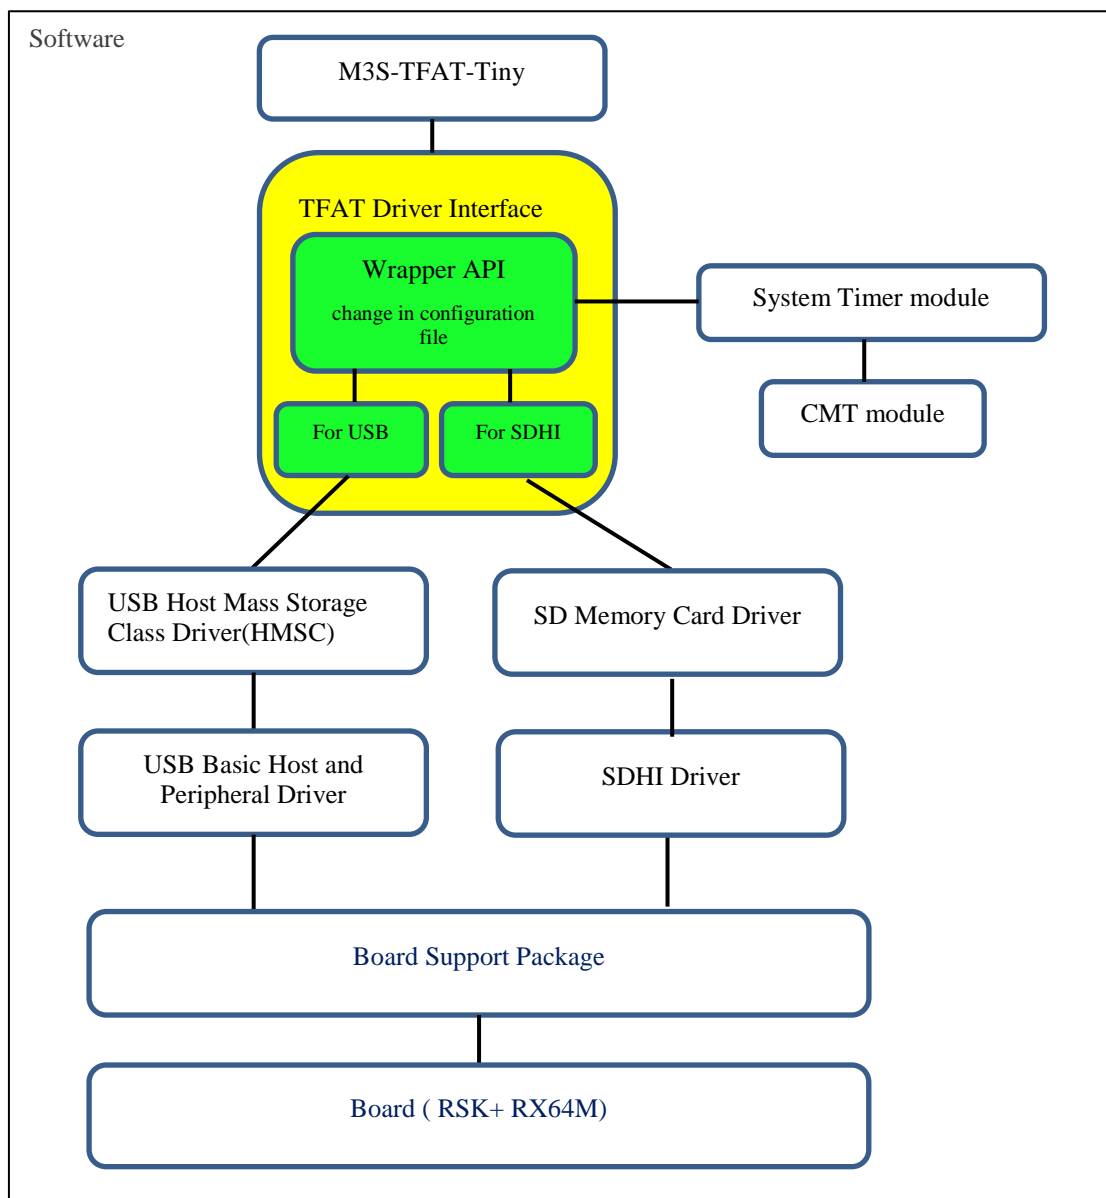 Software
M3S-TFAT-Tiny
TFAT Driver Interface
Wrapper API
change in configuration
file
System Timer module
CMT module
For USB
For SDHI
USB Host Mass Storage
Class Driver(HMSC)
SD Memory Card Driver
USB Basic Host and
Peripheral Driver
SDHI Driver
Board Support Package
Board ( RSK+ RX64M)